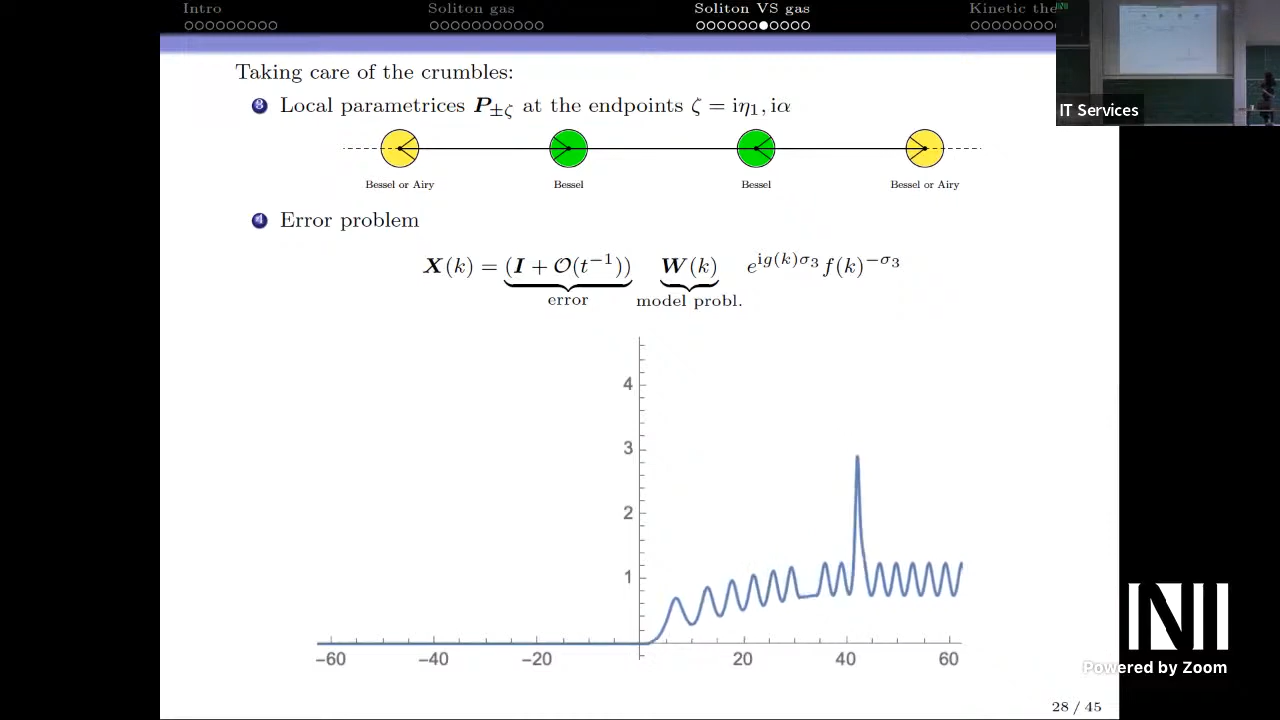 Intro
Soliton gas
Soliton VS gas
Kinetic the
IT Services
Taking care of the crumbles:
3 Local parametrices P±ζ at the endpoints ζ = iη1, iα
Bessel or Airy
Bessel
Bessel
Bessel or Airy
4 Error problem
X(k) = (I + O(t⁻¹)) W(k) e^{ig(k)σ3} f(k)^{−σ3}
error
model probl.
4
3
2
1
−60 −40 −20 20 40 60
Powered by Zoom
28 / 45